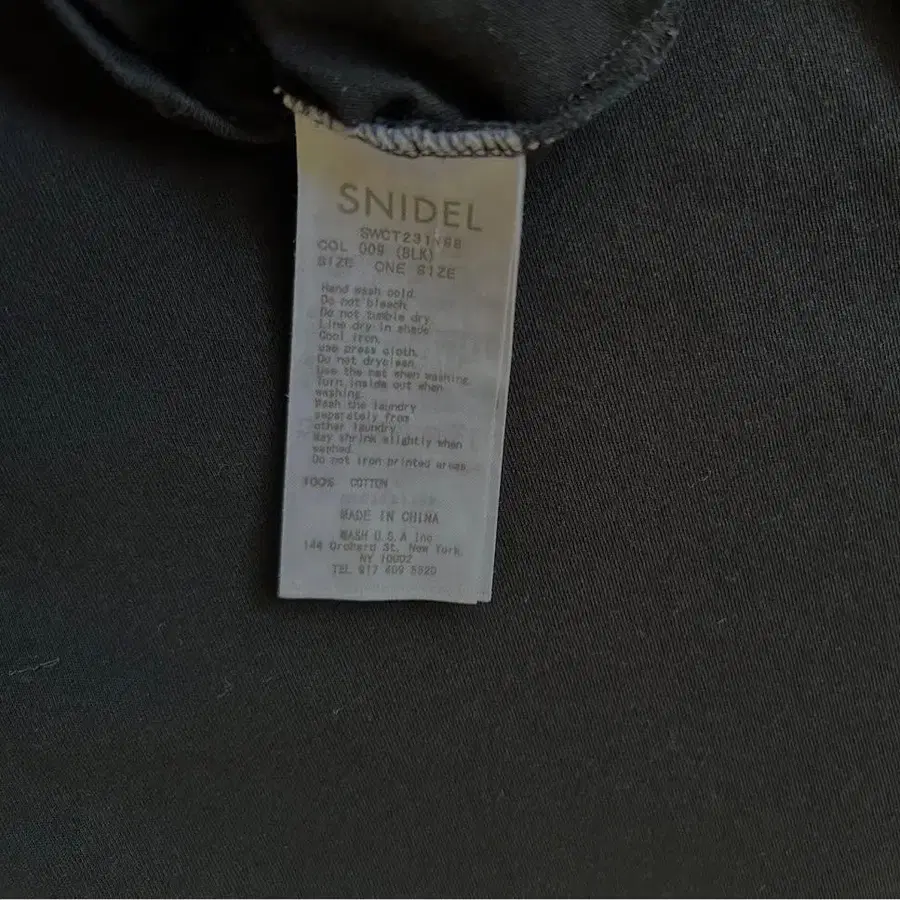 SNIDEL
COL 009 (BLK)
SIZE ONE SIZE
Hand wash cold.
Do not bleach.
Do not tumble dry.
Line dry in shade
Cool iron.
use press cloth.
Do not dryclean.
Use the net when washing.
Turn inside out when
washing.
Wash the laundry
separately from
other laundry.
May shrink slightly when
washed.
Do not iron printed areas
100% COTTON
MADE IN CHINA
MASH U.S.A Inc
144 Orchard St. New York
NY 10002
TEL 917 409 5520